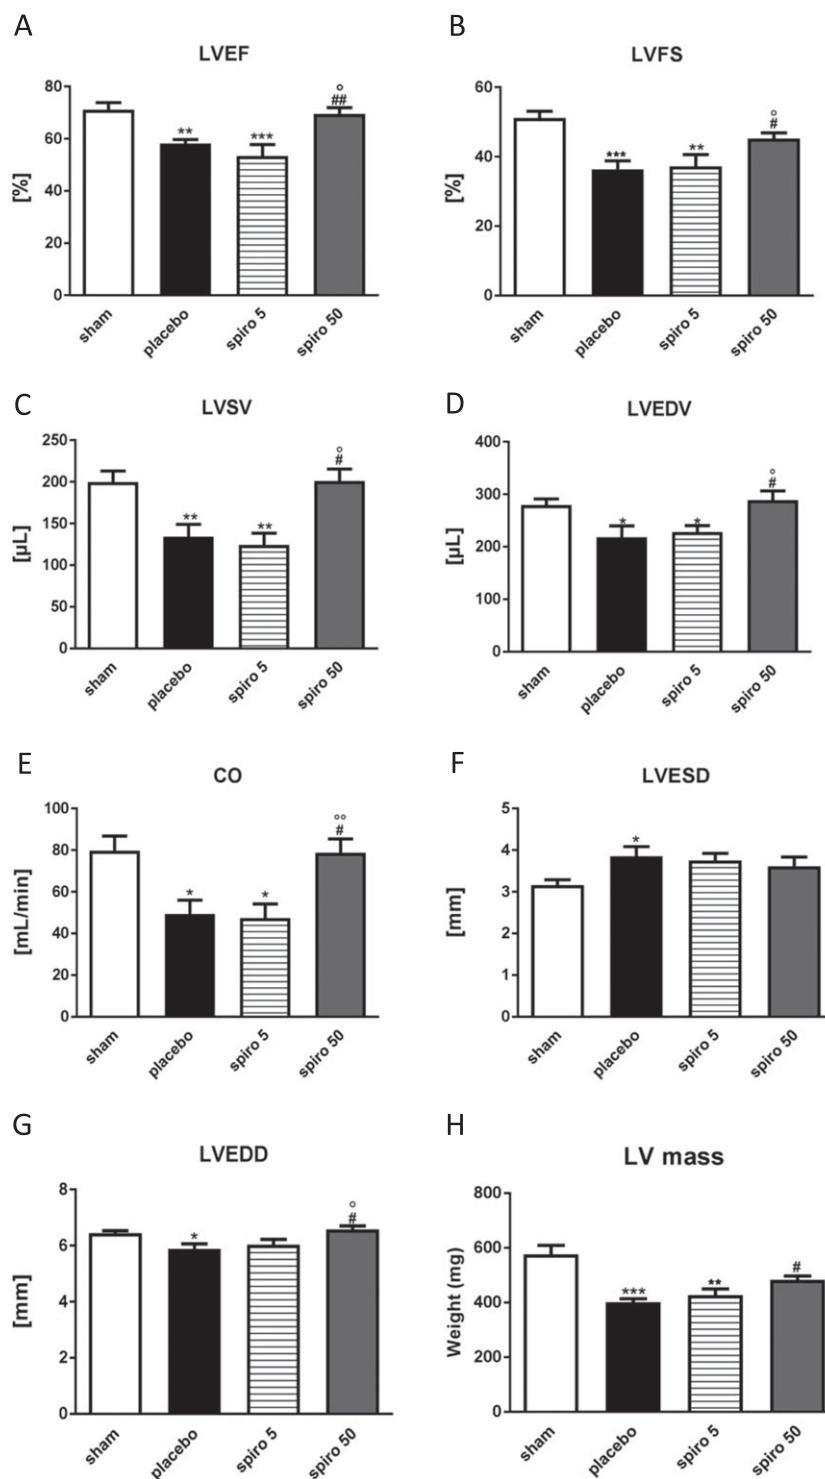 A
LVEF
[%]
80
60
40
20
0
**
***
°
##
sham
placebo
spiro 5
spiro 50
B
LVFS
[%]
60
40
20
0
***
**
°
#
sham
placebo
spiro 5
spiro 50
C
LVSV
[µL]
250
200
150
100
50
0
**
**
°
#
sham
placebo
spiro 5
spiro 50
D
LVEDV
[µL]
400
300
200
100
0
*
*
°
#
sham
placebo
spiro 5
spiro 50
E
CO
[mL/min]
100
80
60
40
20
0
*
*
°°
#
sham
placebo
spiro 5
spiro 50
F
LVESD
[mm]
5
4
3
2
1
0
*
sham
placebo
spiro 5
spiro 50
G
LVEDD
[mm]
8
6
4
2
0
*
°
#
sham
placebo
spiro 5
spiro 50
H
LV mass
Weight (mg)
800
600
400
200
0
***
**
#
sham
placebo
spiro 5
spiro 50